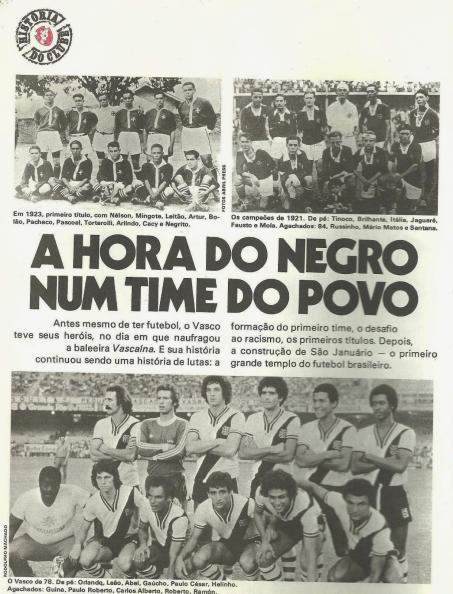 HISTÓRIA
DO CLUBE
Em 1923, primeiro título, com Nélson, Mingote, Leitão, Artur, Bo-
lão, Pacheco, Pascoal, Tortarolli, Arlindo, Cacy e Negrito.
FOTOS ABRIL PRESS
Os campeões de 1921. De pé: Tinoco, Brilhante, Itália, Jaguaré,
Fausto e Mola. Agachados: 84, Russinho, Mário Matos e Santana.
A HORA DO NEGRO
NUM TIME DO POVO
Antes mesmo de ter futebol, o Vasco
teve seus heróis, no dia em que naufragou
a baleeira Vascaína. E sua história
continuou sendo uma história de lutas: a
formação do primeiro time, o desafio
ao racismo, os primeiros títulos. Depois,
a construção de São Januário — o primeiro
grande templo do futebol brasileiro.
RODOLPHO MACHADO
O Vasco de 78. De pé: Orlando, Leão, Abel, Gaúcho, Paulo César, Helinho.
Agachados: Guina, Paulo Roberto, Carlos Alberto, Roberto, Ramón.